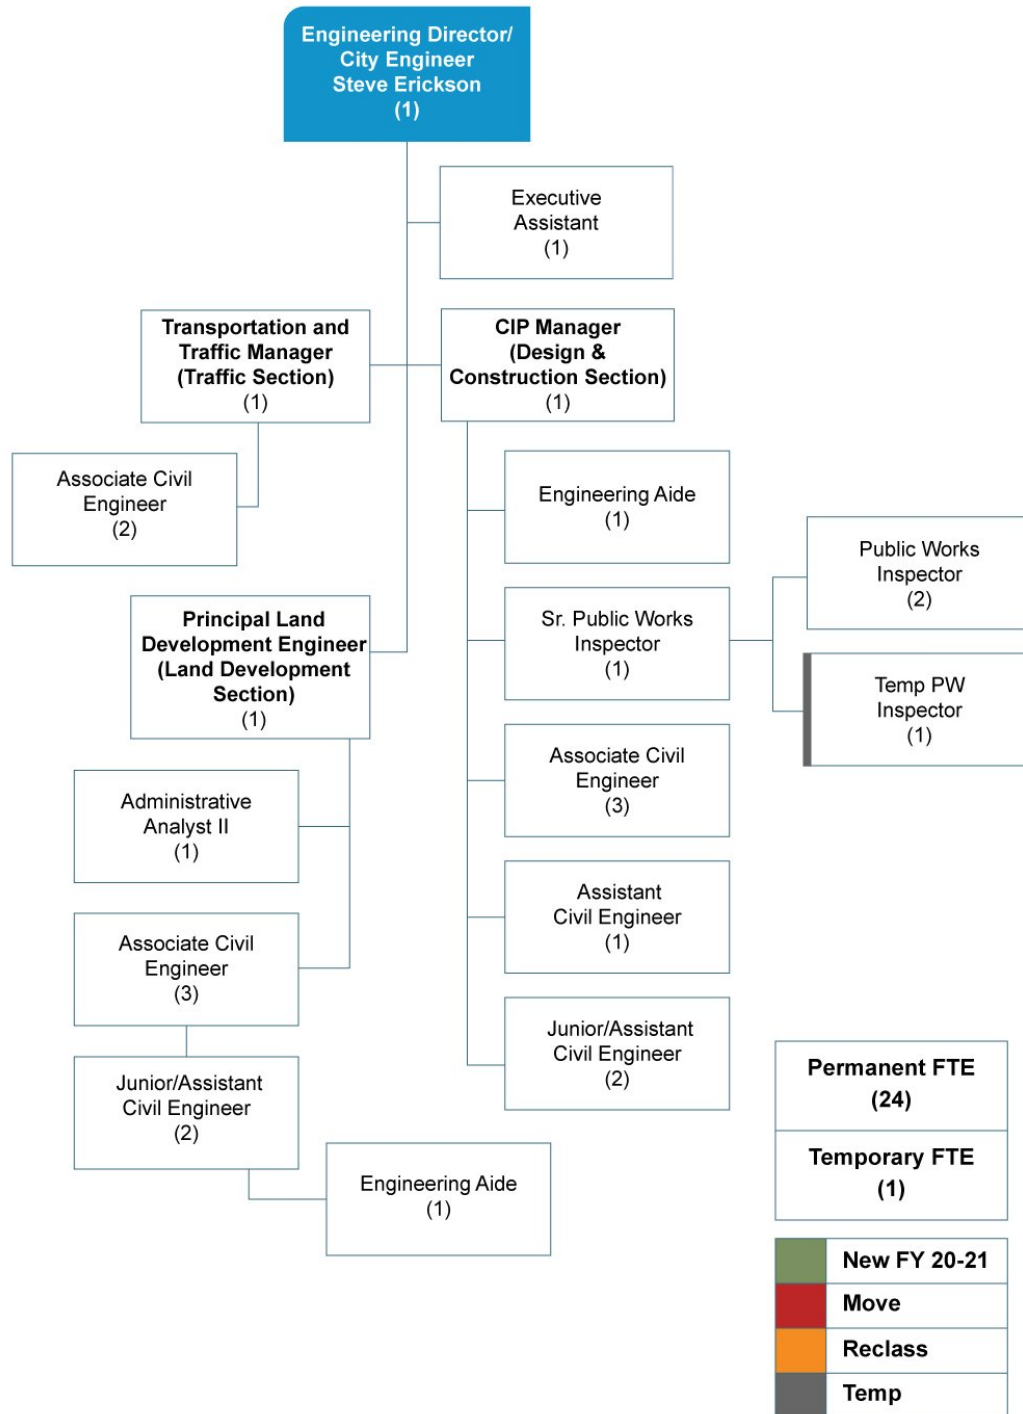 Engineering Director/
City Engineer
Steve Erickson
(1)
Executive
Assistant
(1)
Transportation and
Traffic Manager
(Traffic Section)
(1)
CIP Manager
(Design &
Construction Section)
(1)
Associate Civil
Engineer
(2)
Engineering Aide
(1)
Public Works
Inspector
(2)
Sr. Public Works
Inspector
(1)
Temp PW
Inspector
(1)
Principal Land
Development Engineer
(Land Development
Section)
(1)
Associate Civil
Engineer
(3)
Administrative
Analyst II
(1)
Assistant
Civil Engineer
(1)
Associate Civil
Engineer
(3)
Junior/Assistant
Civil Engineer
(2)
Junior/Assistant
Civil Engineer
(2)
Engineering Aide
(1)
Permanent FTE
(24)
Temporary FTE
(1)
New FY 20-21
Move
Reclass
Temp